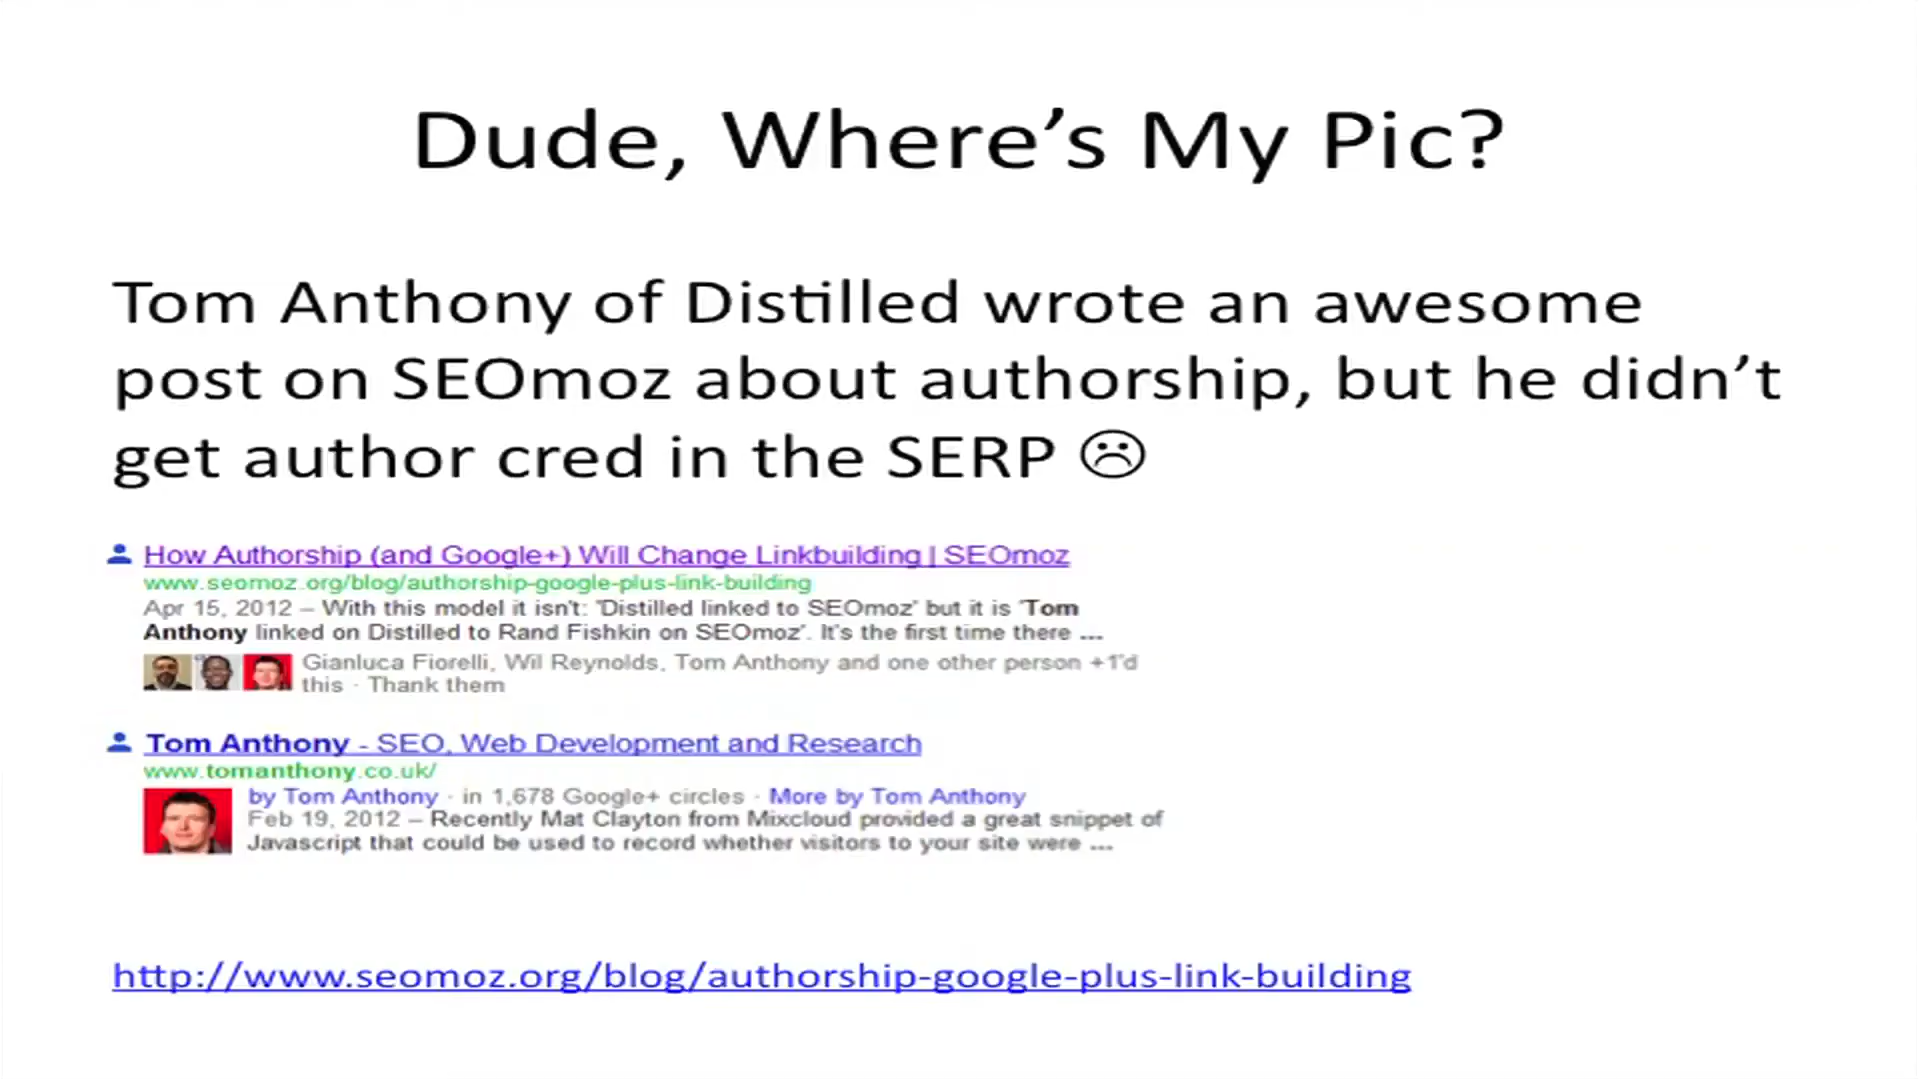 Dude, Where’s My Pic?
Tom Anthony of Distilled wrote an awesome
post on SEOmoz about authorship, but he didn’t
get author cred in the SERP ☹
How Authorship (and Google+) Will Change Linkbuilding | SEOmoz
www.seomoz.org/blog/authorship-google-plus-link-building
Apr 15, 2012 – With this model it isn't: 'Distilled linked to SEOmoz' but it is 'Tom
Anthony linked on Distilled to Rand Fishkin on SEOmoz'. It's the first time there ...
Gianluca Fiorelli, Wil Reynolds, Tom Anthony and one other person +1'd
this · Thank them
Tom Anthony - SEO, Web Development and Research
www.tomanthony.co.uk/
by Tom Anthony · in 1,678 Google+ circles · More by Tom Anthony
Feb 19, 2012 – Recently Mat Clayton from Mixcloud provided a great snippet of
Javascript that could be used to record whether visitors to your site were ...
http://www.seomoz.org/blog/authorship-google-plus-link-building